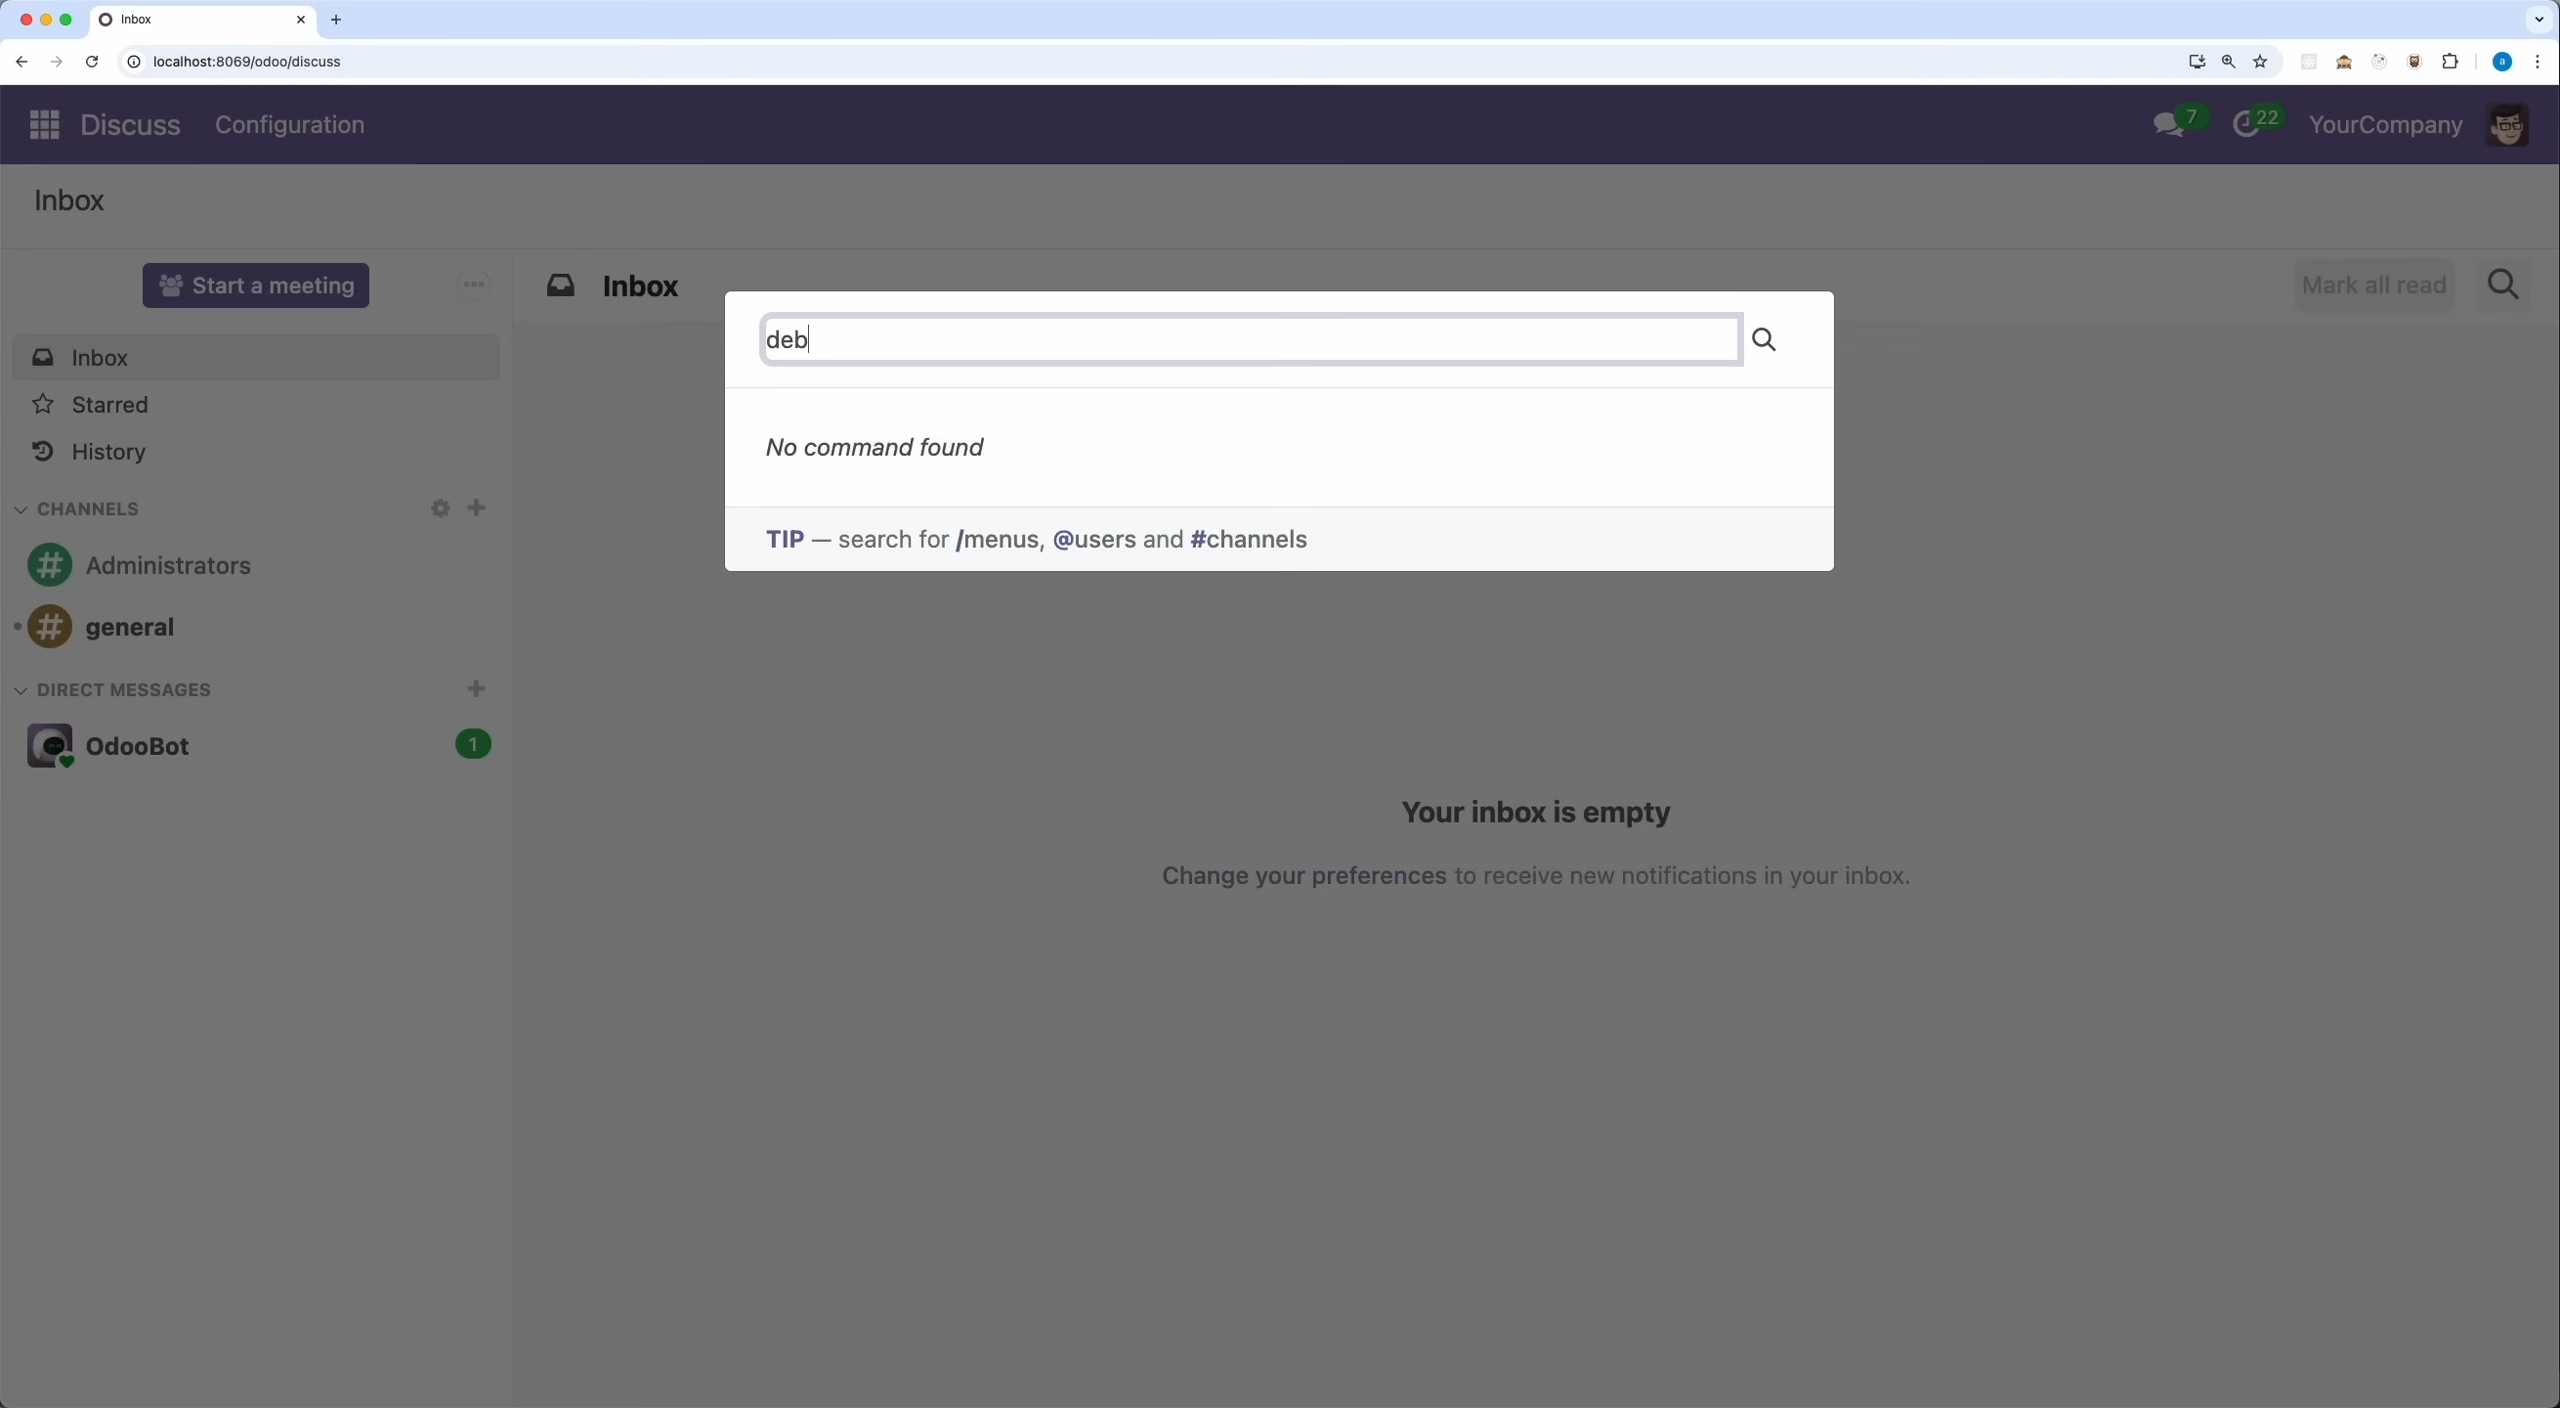 Inbox
localhost:8069/odoo/discuss
a
Discuss
Configuration
7
22
YourCompany
Inbox
Start a meeting
Inbox
Mark all read
deb
No command found
TIP — search for /menus, @users and #channels
Inbox
Starred
History
CHANNELS
Administrators
general
DIRECT MESSAGES
OdooBot
1
Your inbox is empty
Change your preferences to receive new notifications in your inbox.